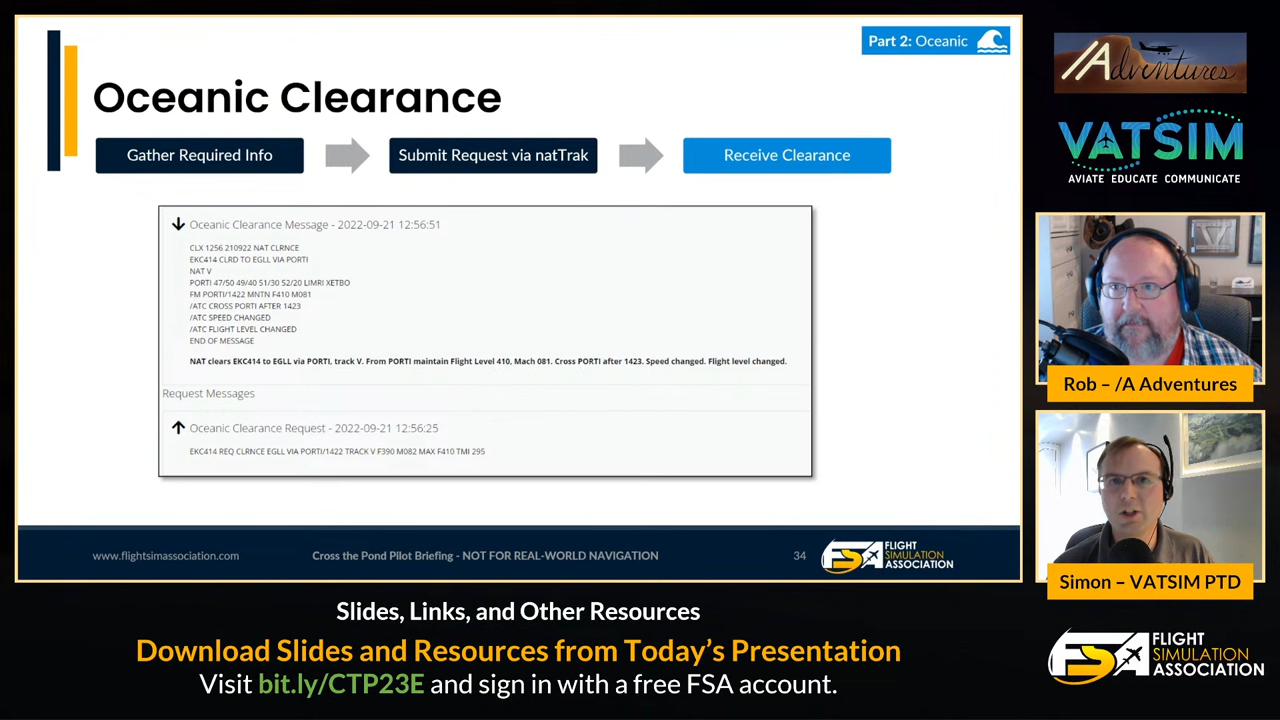 Part 2: Oceanic
Oceanic Clearance
Gather Required Info
Submit Request via natTrak
Receive Clearance
Oceanic Clearance Message - 2022-09-21 12:56:51
CLX 1256 210922 NAT CLRNCE
EKC414 CLRD TO EGLL VIA PORTI
NAT V
PORTI 47/50 49/40 51/30 52/20 LIMRI XETBO
FM PORTI/1422 MNTN F410 M081
/ATC CROSS PORTI AFTER 1423
/ATC SPEED CHANGED
/ATC FLIGHT LEVEL CHANGED
END OF MESSAGE
NAT clears EKC414 to EGLL via PORTI, track V. From PORTI maintain Flight Level 410, Mach 081. Cross PORTI after 1423. Speed changed. Flight level changed.
Request Messages
Oceanic Clearance Request - 2022-09-21 12:56:25
EKC414 REQ CLRNCE EGLL VIA PORTI/1422 TRACK V F390 M082 MAX F410 TMI 295
www.flightsimassociation.com
Cross the Pond Pilot Briefing - NOT FOR REAL-WORLD NAVIGATION
34
FSA FLIGHT
SIMULATION
ASSOCIATION
/Adventures
VATSIM
AVIATE EDUCATE COMMUNICATE
Rob – /A Adventures
Simon – VATSIM PTD
Slides, Links, and Other Resources
Download Slides and Resources from Today's Presentation
Visit bit.ly/CTP23E and sign in with a free FSA account.
FSA FLIGHT
SIMULATION
ASSOCIATION